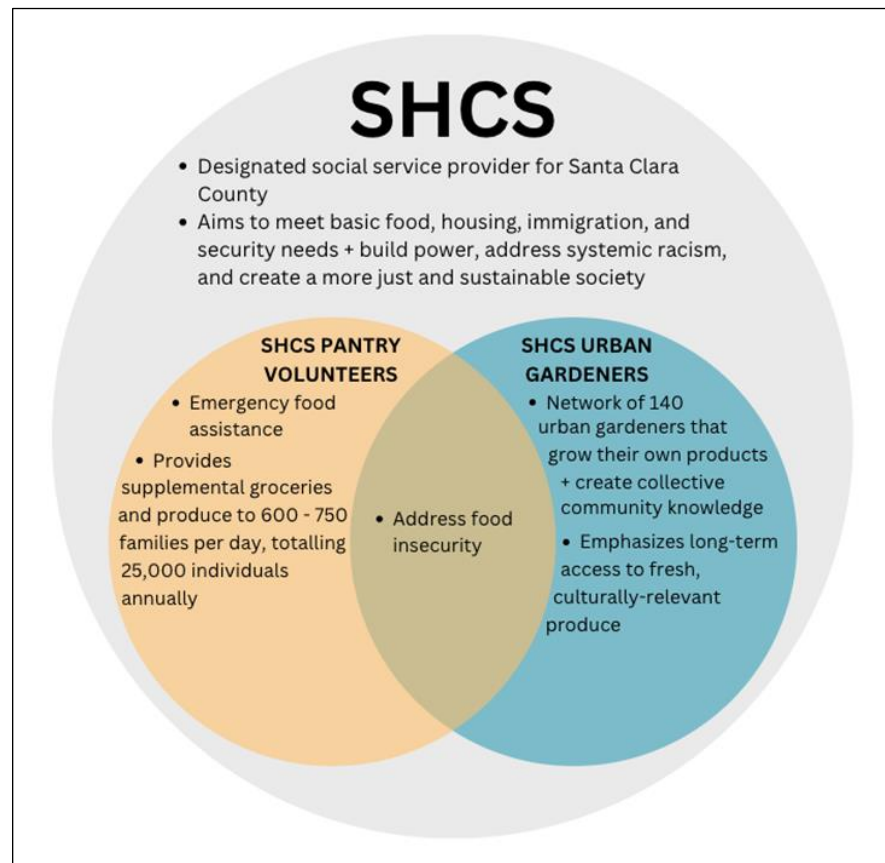 SHCS
• Designated social service provider for Santa Clara
County
• Aims to meet basic food, housing, immigration, and
security needs + build power, address systemic racism,
and create a more just and sustainable society
SHCS PANTRY
VOLUNTEERS
• Emergency food
assistance
• Provides
supplemental groceries
and produce to 600 - 750
families per day, totalling
25,000 individuals
annually
• Address food
insecurity
SHCS URBAN
GARDENERS
• Network of 140
urban gardeners that
grow their own products
+ create collective
community knowledge
• Emphasizes long-term
access to fresh,
culturally-relevant
produce